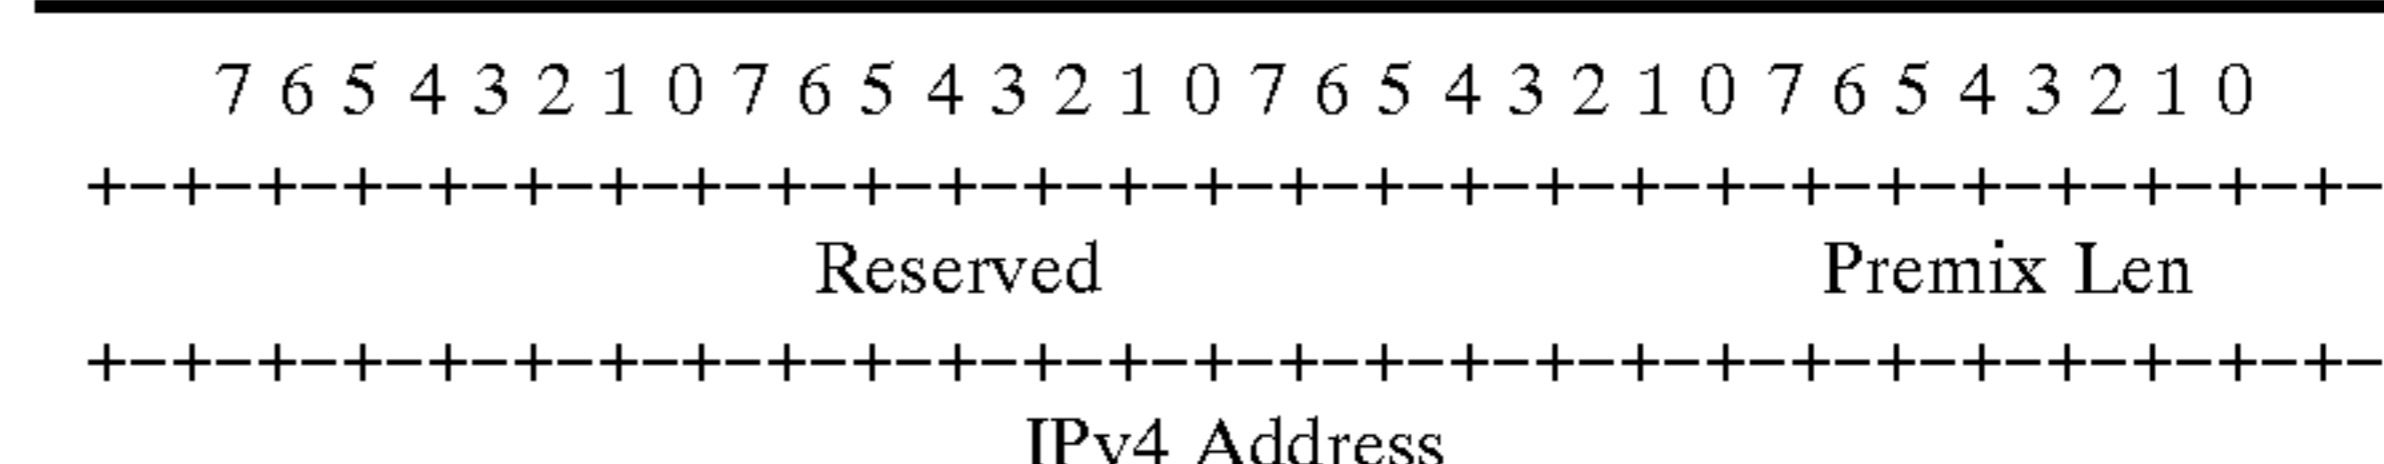 7 6 5 4 3 2 1 0 7 6 5 4 3 2 1 0 7 6 5 4 3 2 1 0 7 6 5 4 3 2 1 0
+-+-+-+-+-+-+-+-+-+-+-+-+-+-+-+-+-+-+-+-+-+-+-+-+-+-+-
Reserved Premix Len
+-+-+-+-+-+-+-+-+-+-+-+-+-+-+-+-+-+-+-+-+-+-+-+-+-+-+-
IPv4 Address